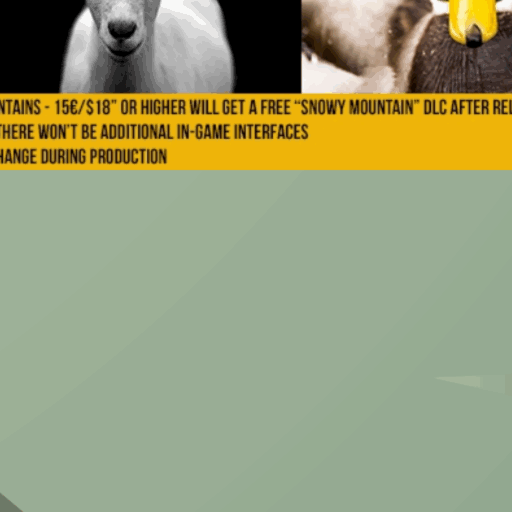 NTAINS - 15€/$18” OR HIGHER WILL GET A FREE “SNOWY MOUNTAIN” DLC AFTER REL
THERE WON'T BE ADDITIONAL IN-GAME INTERFACES
HANGE DURING PRODUCTION